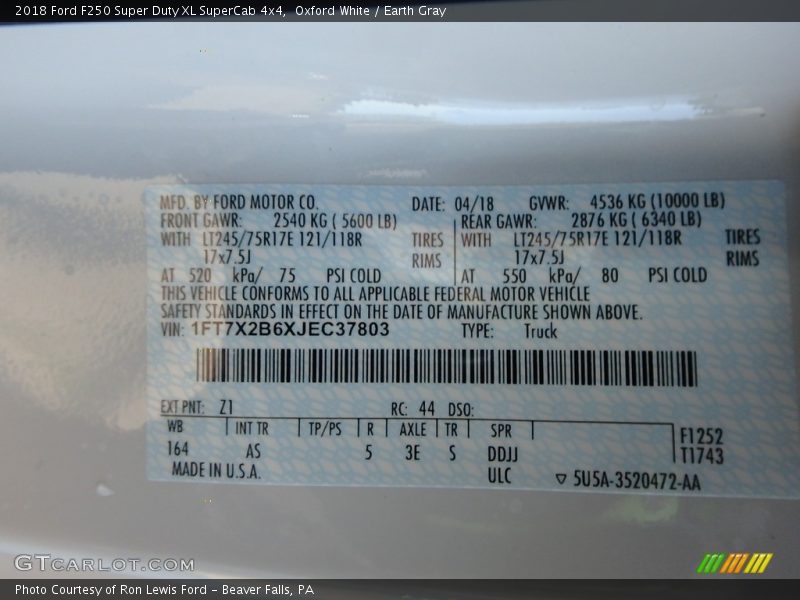 2018 Ford F250 Super Duty XL SuperCab 4x4,  Oxford White / Earth Gray
MFD. BY FORD MOTOR CO. DATE: 04/18 GVWR: 4536 KG (10000 LB)
FRONT GAWR: 2540 KG ( 5600 LB) REAR GAWR: 2876 KG ( 6340 LB)
WITH LT245/75R17E 121/118R TIRES WITH LT245/75R17E 121/118R TIRES
17x7.5J RIMS 17x7.5J RIMS
AT 520 kPa/ 75 PSI COLD AT 550 kPa/ 80 PSI COLD
THIS VEHICLE CONFORMS TO ALL APPLICABLE FEDERAL MOTOR VEHICLE
SAFETY STANDARDS IN EFFECT ON THE DATE OF MANUFACTURE SHOWN ABOVE.
VIN: 1FT7X2B6XJEC37803 TYPE: Truck
EXT PNT: Z1 RC: 44 DSO:
WB INT TR TP/PS R AXLE TR SPR F1252
164 AS 5 3E S DDJJ T1743
MADE IN U.S.A. ULC ▽ 5U5A-3520472-AA
GTCARLOT.COM
Photo Courtesy of Ron Lewis Ford – Beaver Falls, PA